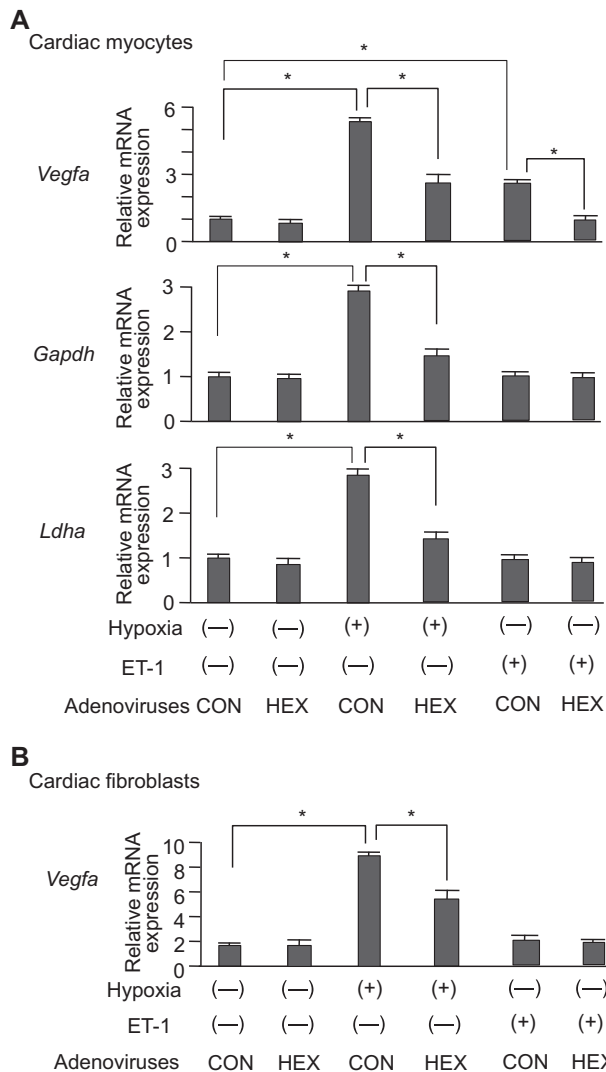 A
Cardiac myocytes
*
*
*
*
Vegfa
Relative mRNA
expression
6
3
0
*
*
Gapdh
Relative mRNA
expression
3
2
1
0
*
*
Ldha
Relative mRNA
expression
3
2
1
0
Hypoxia (—) (—) (+) (+) (—) (—)
ET-1 (—) (—) (—) (—) (+) (+)
Adenoviruses CON HEX CON HEX CON HEX
B
Cardiac fibroblasts
*
*
Vegfa
Relative mRNA
expression
10
8
6
4
2
0
Hypoxia (—) (—) (+) (+) (—) (—)
ET-1 (—) (—) (—) (—) (+) (+)
Adenoviruses CON HEX CON HEX CON HEX